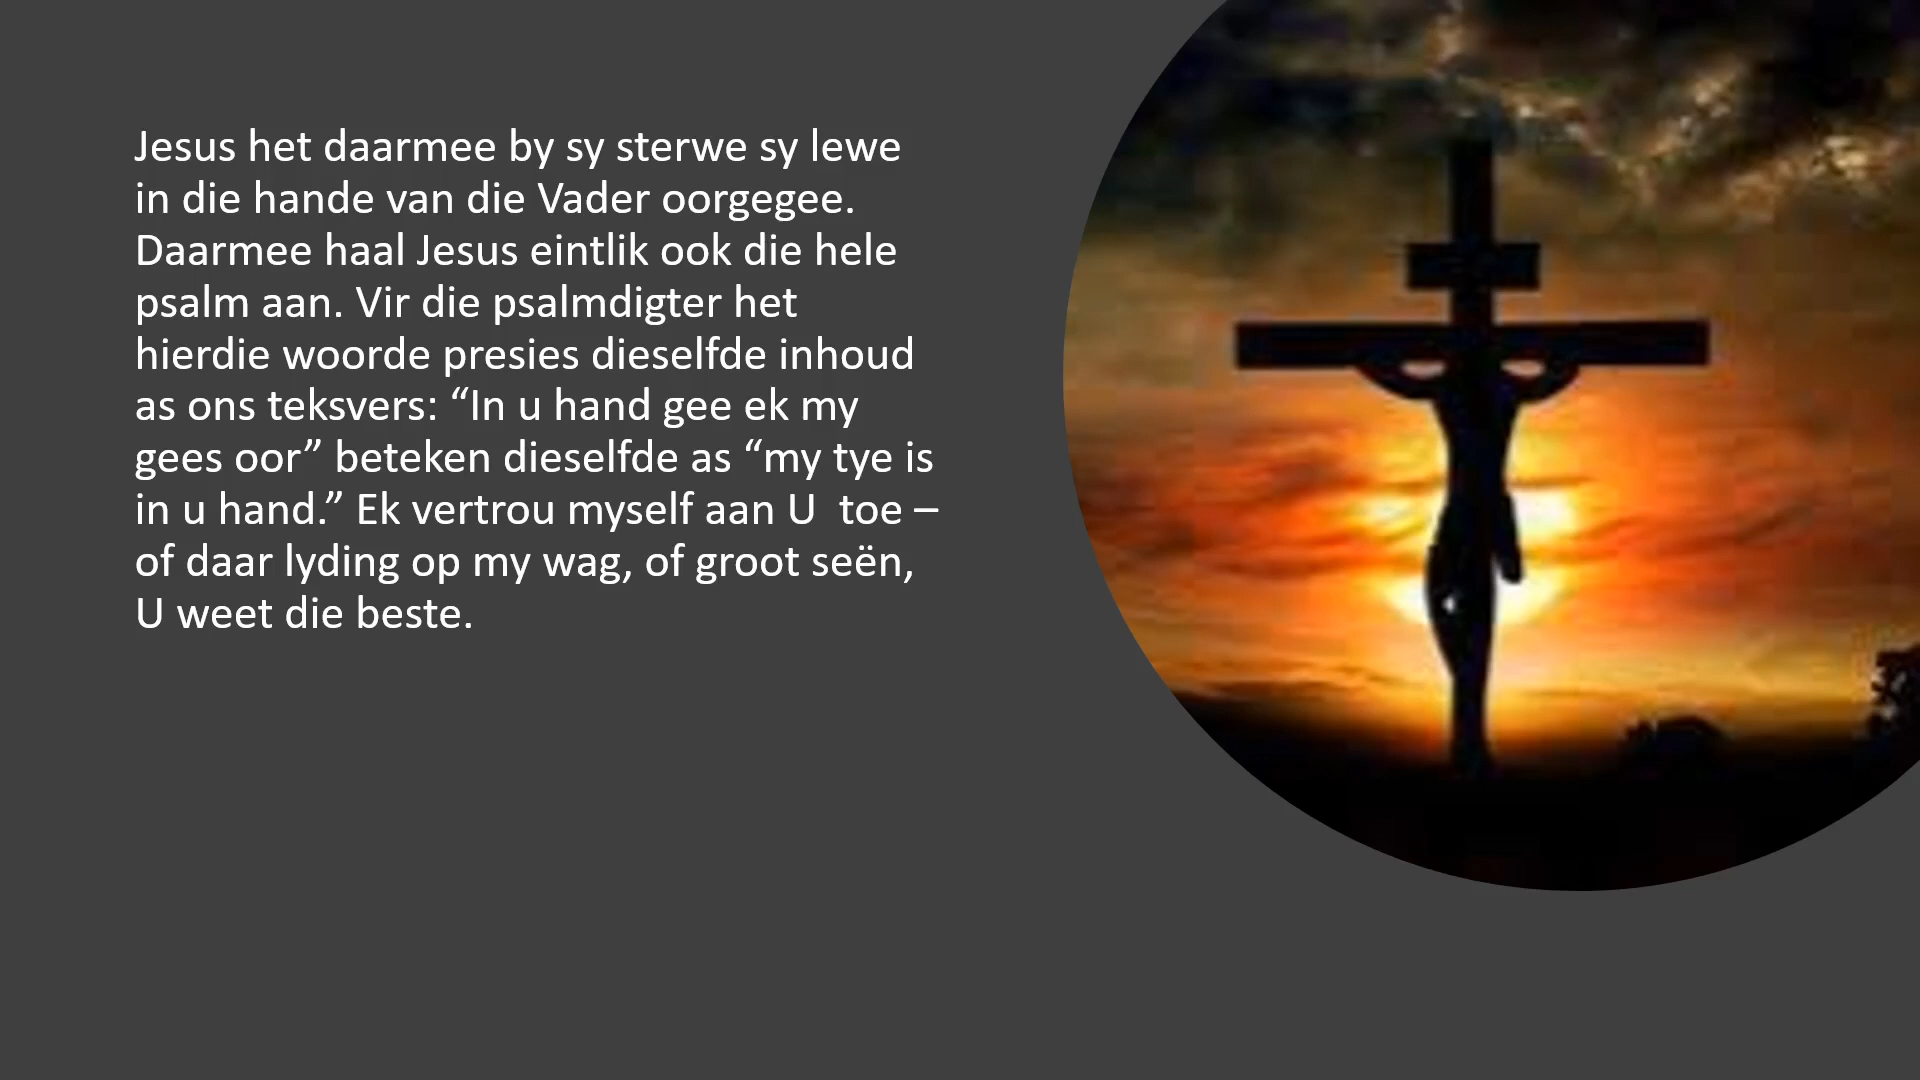 Jesus het daarmee by sy sterwe sy lewe
in die hande van die Vader oorgegee.
Daarmee haal Jesus eintlik ook die hele
psalm aan. Vir die psalmdigter het
hierdie woorde presies dieselfde inhoud
as ons teksvers: “In u hand gee ek my
gees oor” beteken dieselfde as “my tye is
in u hand.” Ek vertrou myself aan U  toe –
of daar lyding op my wag, of groot seën,
U weet die beste.